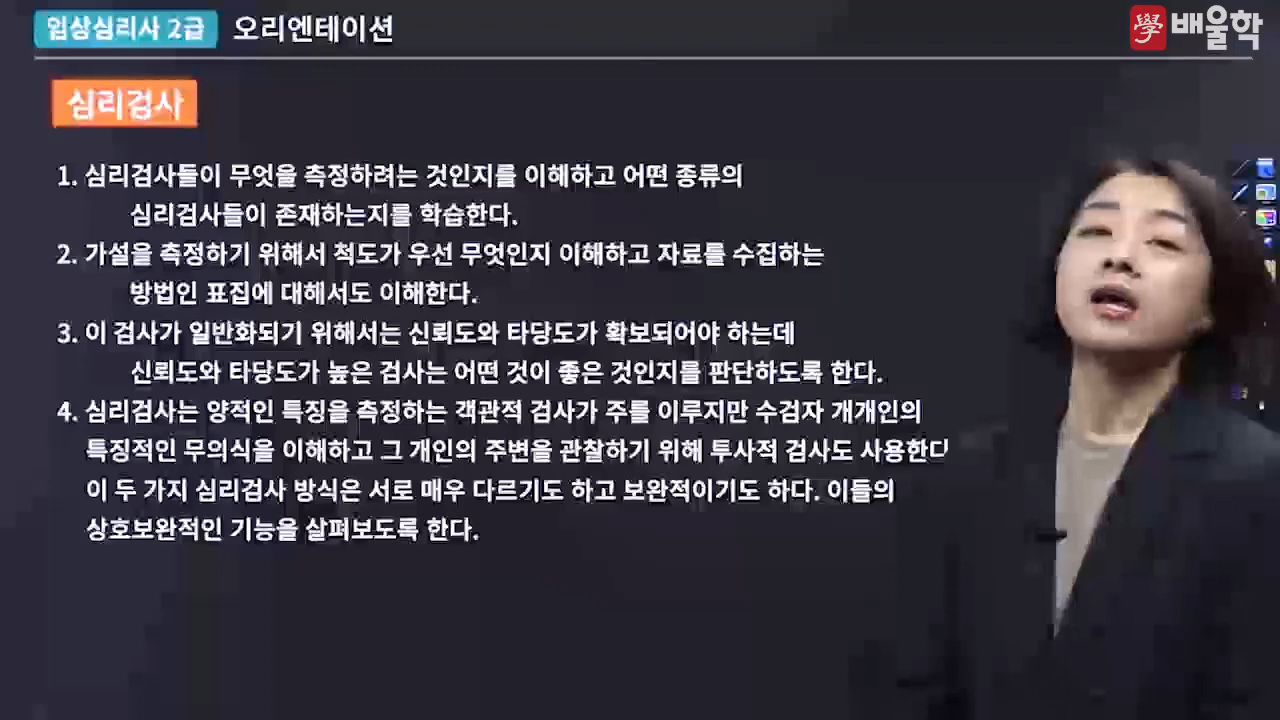 임상심리사 2급 오리엔테이션
學 배울학
심리검사
1. 심리검사들이 무엇을 측정하려는 것인지를 이해하고 어떤 종류의
심리검사들이 존재하는지를 학습한다.
2. 가설을 측정하기 위해서 척도가 우선 무엇인지 이해하고 자료를 수집하는
방법인 표집에 대해서도 이해한다.
3. 이 검사가 일반화되기 위해서는 신뢰도와 타당도가 확보되어야 하는데
신뢰도와 타당도가 높은 검사는 어떤 것이 좋은 것인지를 판단하도록 한다.
4. 심리검사는 양적인 특징을 측정하는 객관적 검사가 주를 이루지만 수검자 개개인의
특징적인 무의식을 이해하고 그 개인의 주변을 관찰하기 위해 투사적 검사도 사용한다
이 두 가지 심리검사 방식은 서로 매우 다르기도 하고 보완적이기도 하다. 이들의
상호보완적인 기능을 살펴보도록 한다.